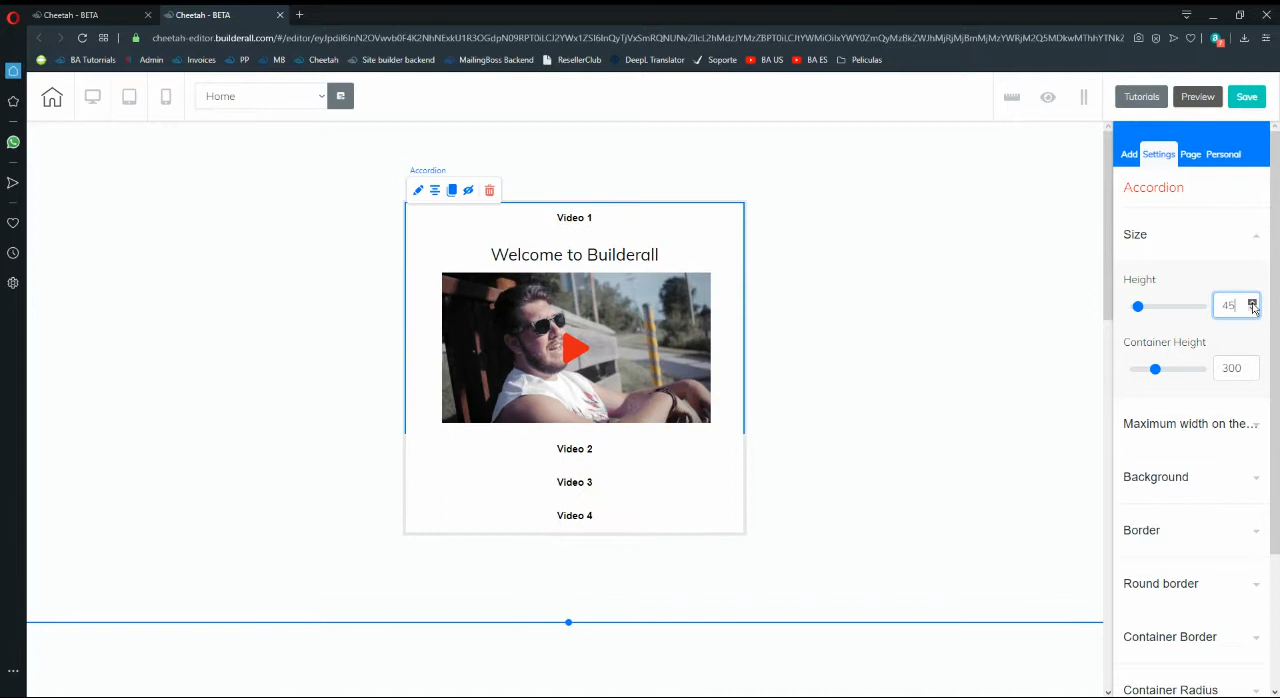 Cheetah - BETA
Cheetah - BETA
BA Tutorrials
Admin
Invoices
PP
MB
Cheetah
Site builder backend
MailingBoss Backend
ResellerClub
DeepL Translator
Soporte
BA US
BA ES
Peliculas
Home
Tutorials
Preview
Save
Add
Settings
Page
Personal
Accordion
Accordion
Size
Video 1
Welcome to Builderall
Height
45
Container Height
300
Maximum width on the...
Video 2
Background
Video 3
Video 4
Border
Round border
Container Border
Container Radius